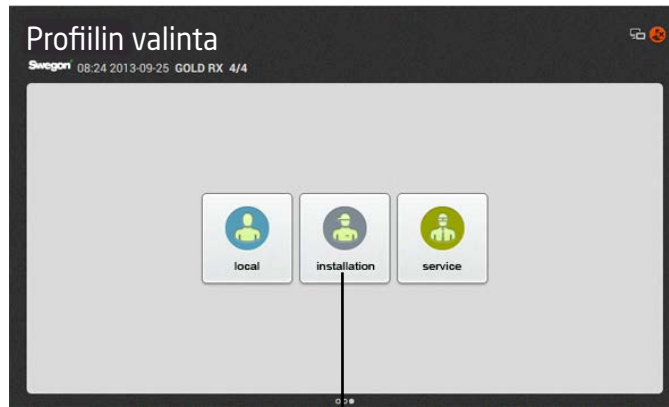 Profiilin valinta
Swegon 08:24 2013-09-25 GOLD RX 4/4
local installation service